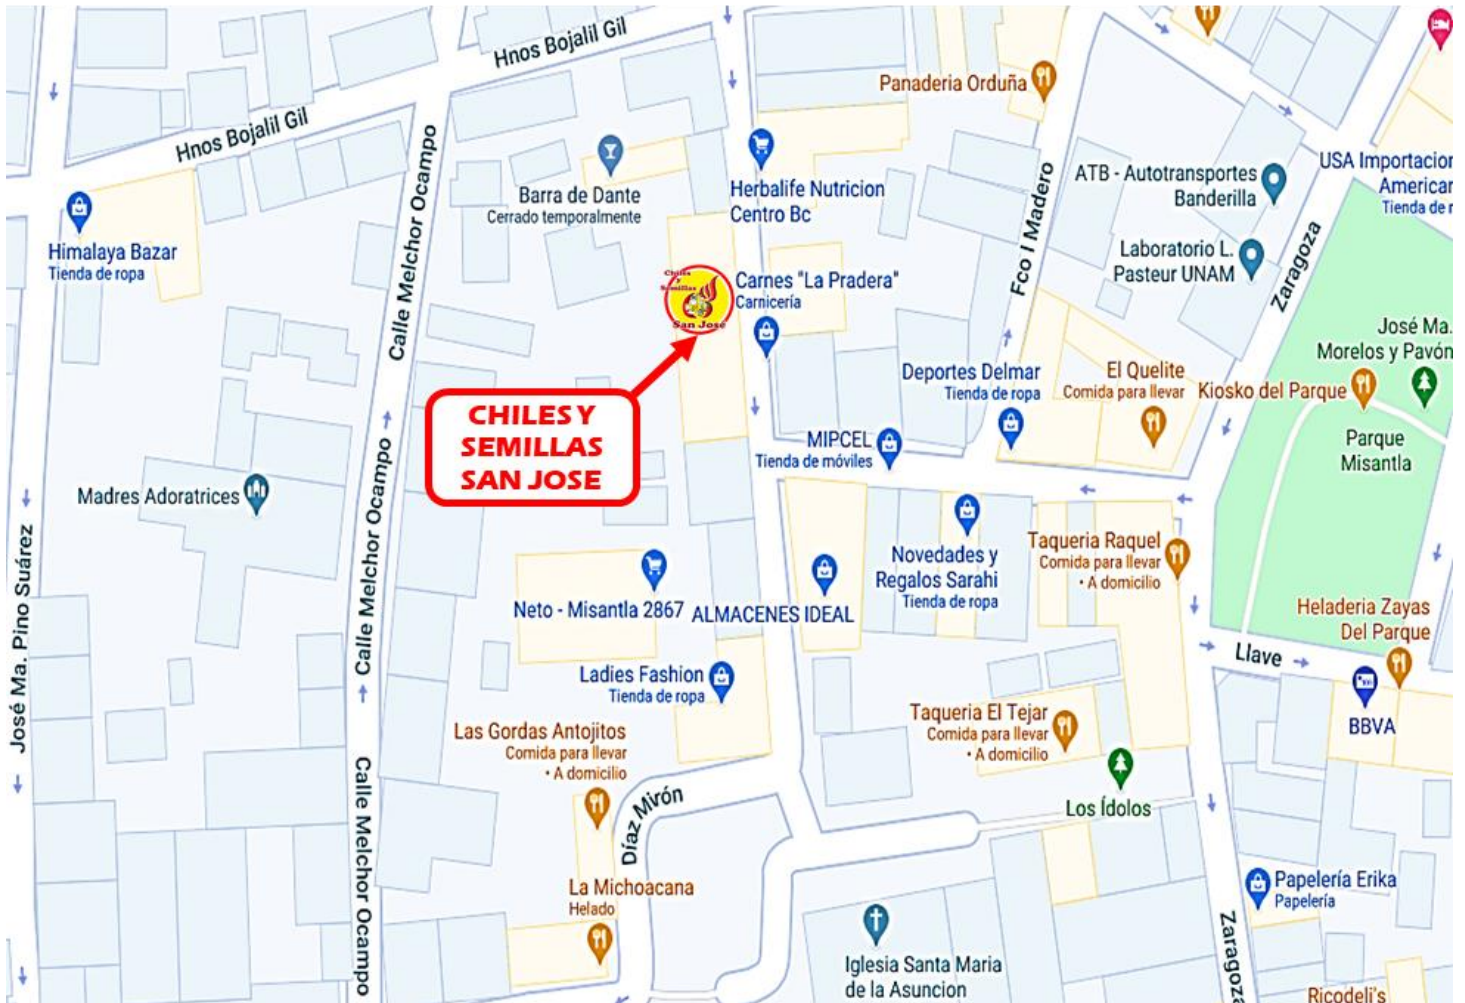 Hnos Bojalil Gil
Hnos Bojalil Gil
Panaderia Orduña
Calle Melchor Ocampo
Barra de Dante
Cerrado temporalmente
Herbalife Nutricion
Centro Bc
ATB - Autotransportes
Banderilla
USA Importacion
American
Tienda de r
Himalaya Bazar
Tienda de ropa
Fco I Madero
Laboratorio L.
Pasteur UNAM
Zaragoza
Chiles
y
Semillas
San José
Carnes "La Pradera"
Carnicería
José Ma.
Morelos y Pavón
Deportes Delmar
Tienda de ropa
El Quelite
Comida para llevar
Kiosko del Parque
CHILES Y
SEMILLAS
SAN JOSE
MIPCEL
Tienda de móviles
Parque
Misantla
Madres Adoratrices
Calle Melchor Ocampo
José Ma. Pino Suárez
Novedades y
Regalos Sarahi
Tienda de ropa
Taqueria Raquel
Comida para llevar
• A domicilio
Neto - Misantla 2867
ALMACENES IDEAL
Heladeria Zayas
Del Parque
Llave
Ladies Fashion
Tienda de ropa
BBVA
Las Gordas Antojitos
Comida para llevar
• A domicilio
Taqueria El Tejar
Comida para llevar
• A domicilio
Calle Melchor Ocampo
Díaz Mirón
Los Ídolos
La Michoacana
Helado
Papelería Erika
Papelería
Zaragoza
Iglesia Santa Maria
de la Asuncion
Ricodeli's